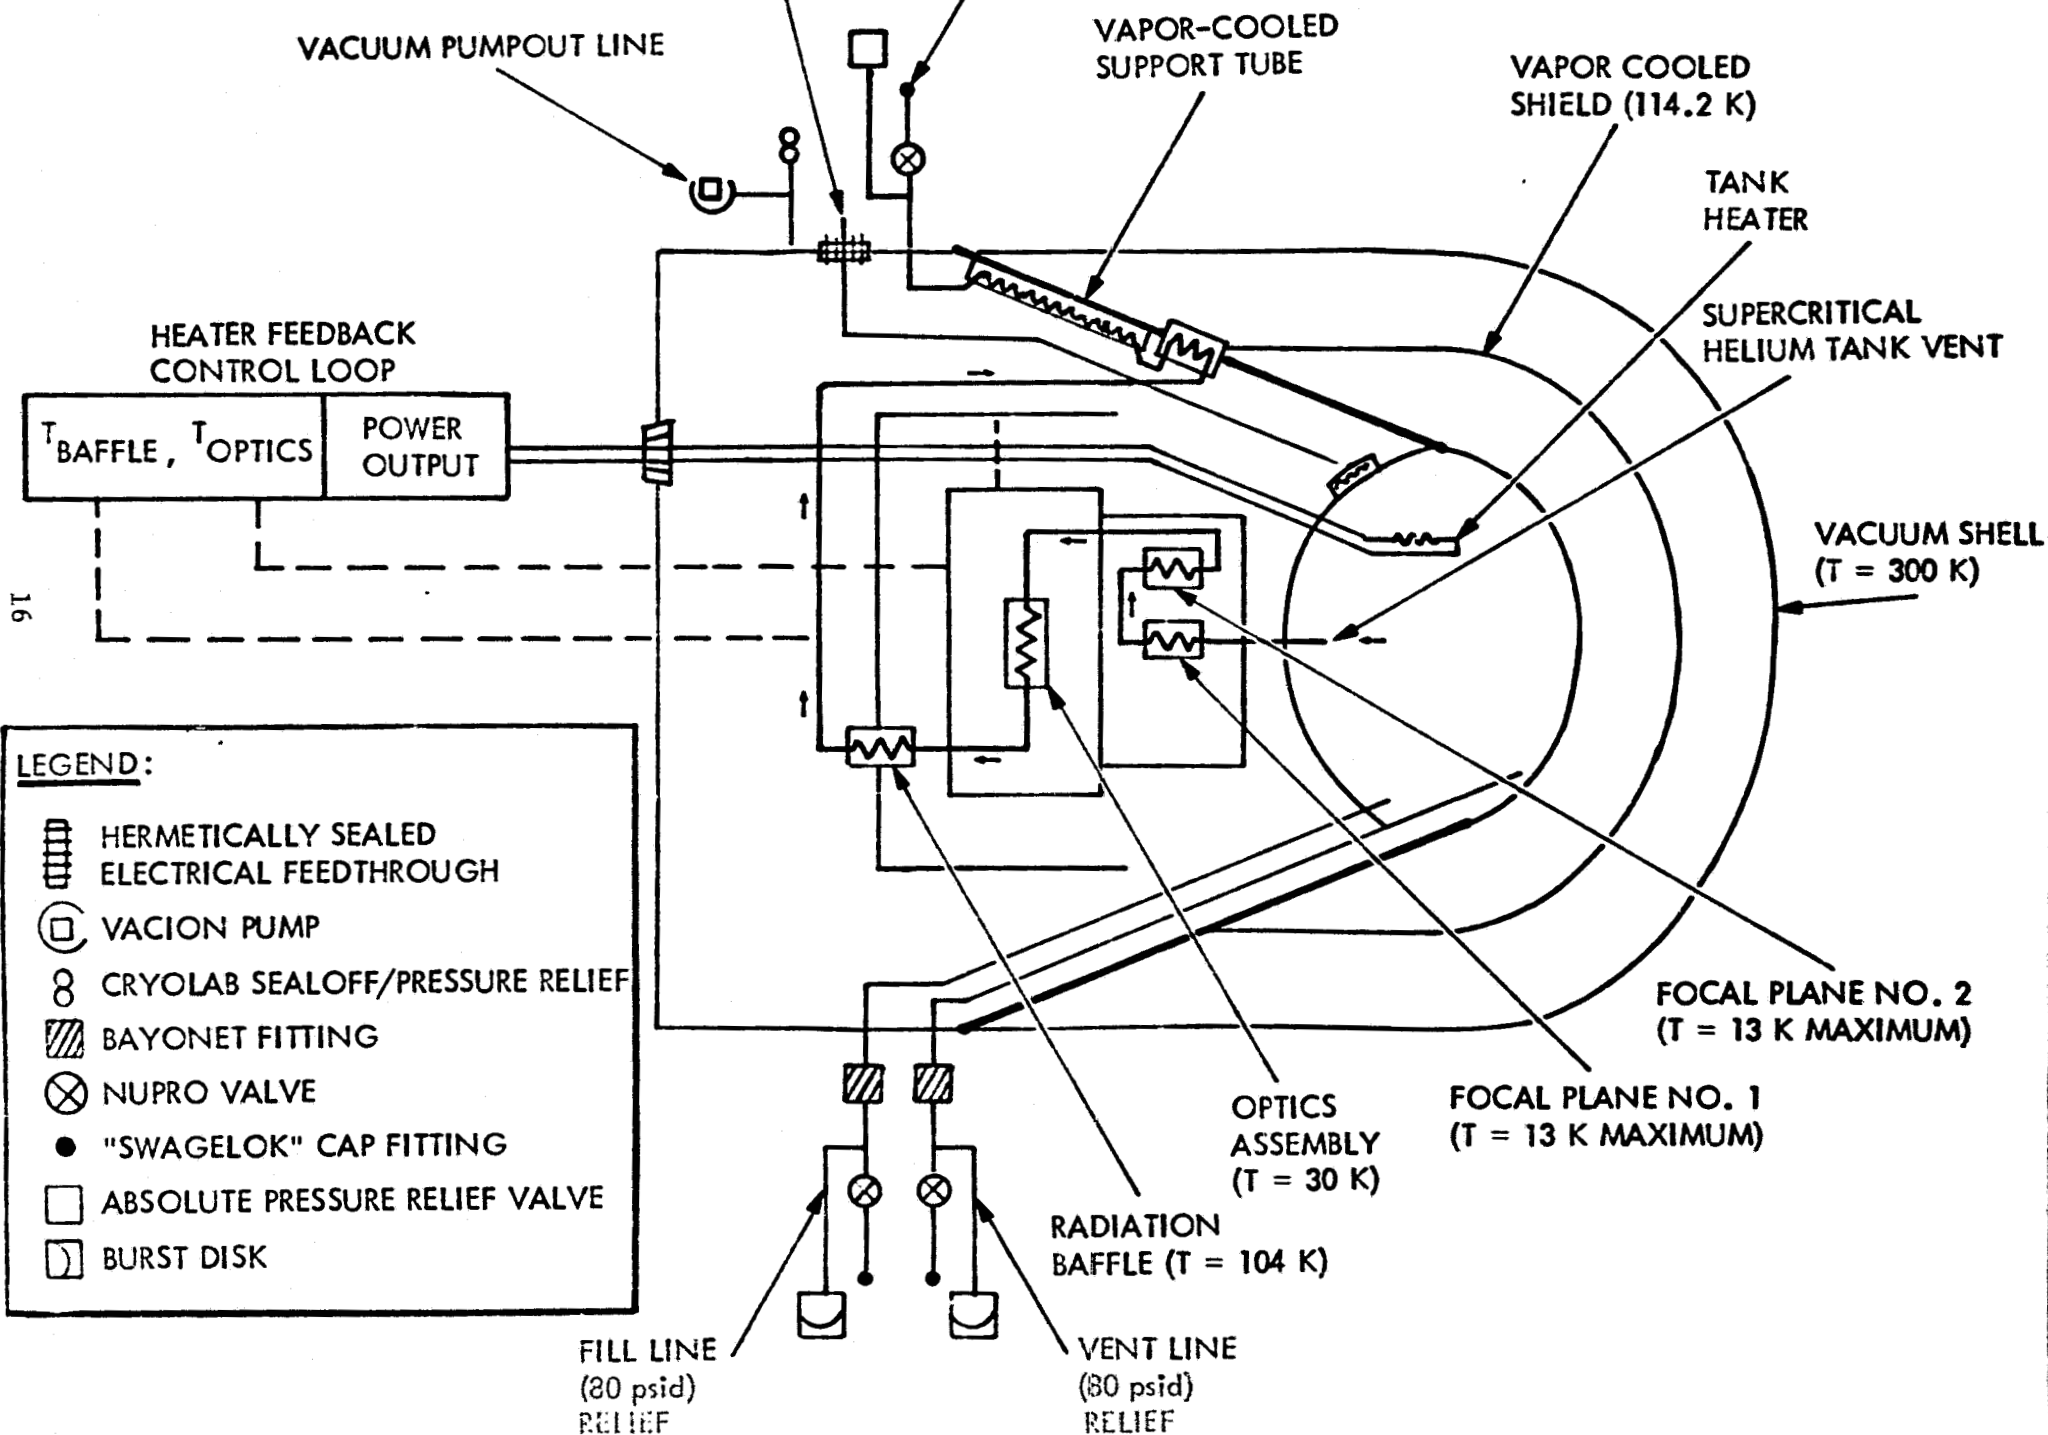 VACUUM PUMPOUT LINE
VAPOR-COOLED
SUPPORT TUBE
VAPOR COOLED
SHIELD (114.2 K)
TANK
HEATER
SUPERCRITICAL
HELIUM TANK VENT
HEATER FEEDBACK
CONTROL LOOP
TBAFFLE, TOPTICS
POWER
OUTPUT
VACUUM SHELL
(T = 300 K)
16
LEGEND:
HERMETICALLY SEALED
ELECTRICAL FEEDTHROUGH
VACION PUMP
CRYOLAB SEALOFF/PRESSURE RELIEF
BAYONET FITTING
NUPRO VALVE
"SWAGELOK" CAP FITTING
ABSOLUTE PRESSURE RELIEF VALVE
BURST DISK
FOCAL PLANE NO. 2
(T = 13 K MAXIMUM)
FOCAL PLANE NO. 1
(T = 13 K MAXIMUM)
OPTICS
ASSEMBLY
(T = 30 K)
RADIATION
BAFFLE (T = 104 K)
FILL LINE
(80 psid)
RELIEF
VENT LINE
(80 psid)
RELIEF